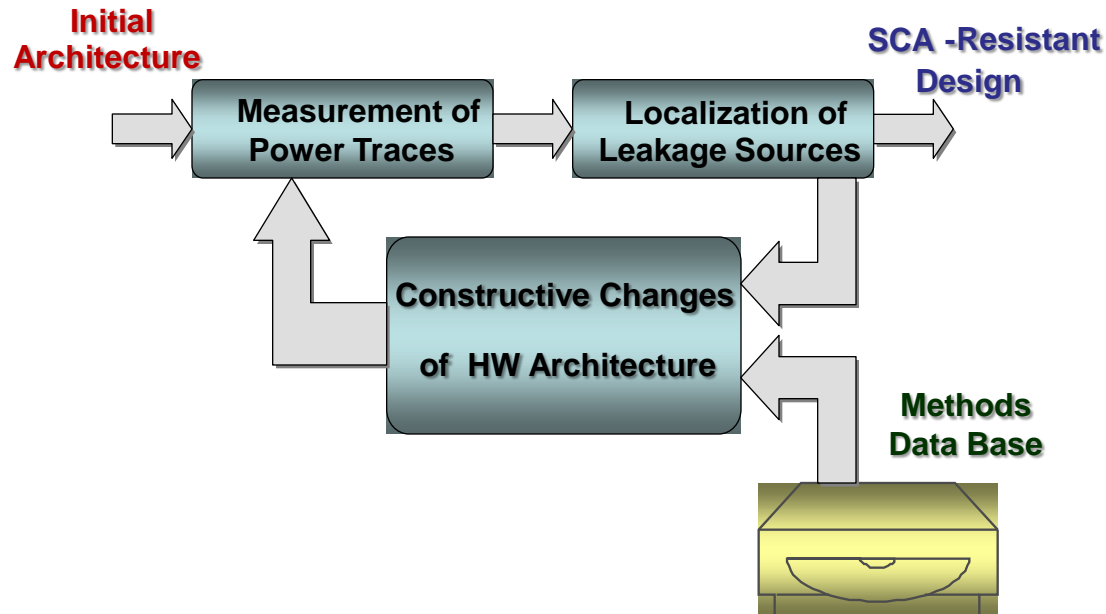 Initial
Architecture
SCA -Resistant
Design
Measurement of
Power Traces
Localization of
Leakage Sources
Constructive Changes
of HW Architecture
Methods
Data Base